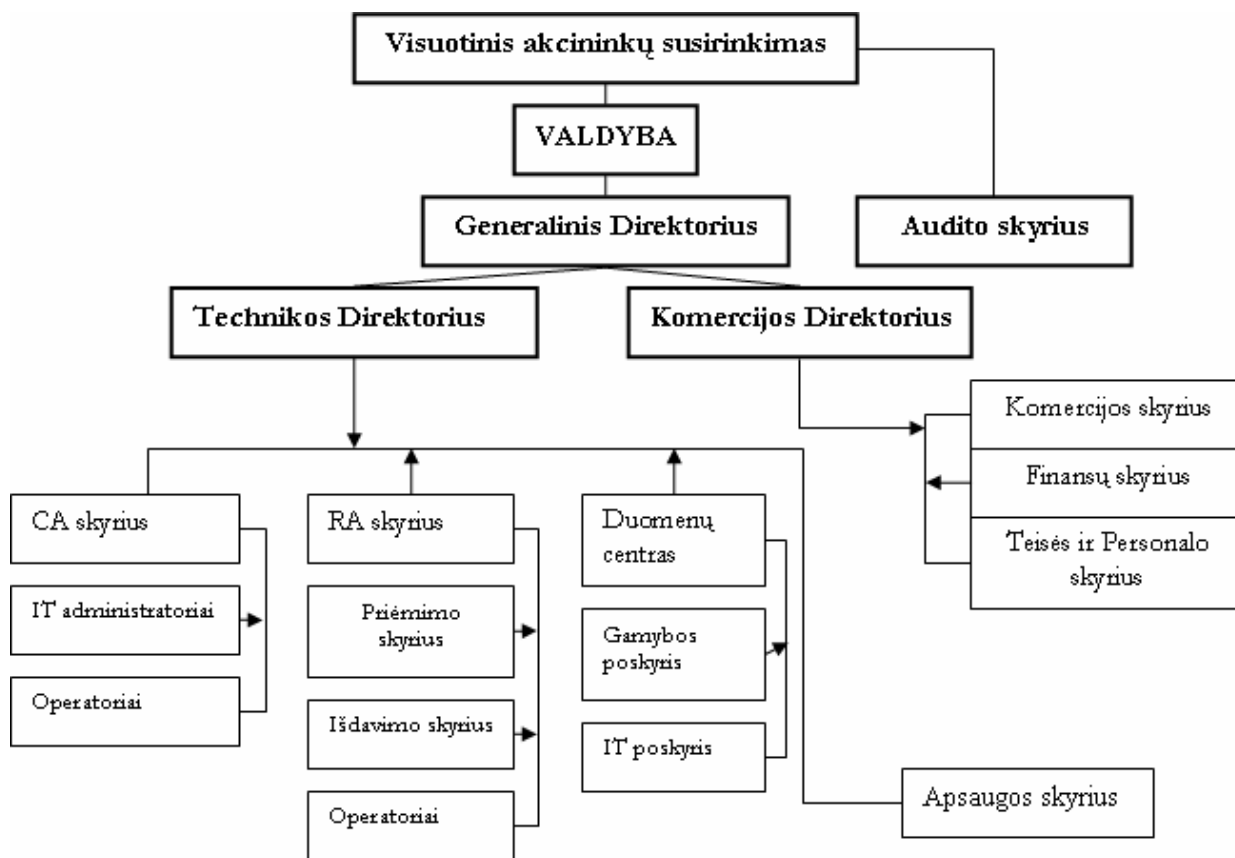 Visuotinis akcininkų susirinkimas
VALDYBA
Generalinis Direktorius
Audito skyrius
Technikos Direktorius
Komercijos Direktorius
Komercijos skyrius
Finansų skyrius
Teisės ir Personalo
skyrius
CA skyrius
IT administratoriai
Operatoriai
RA skyrius
Priėmimo
skyrius
Išdavimo skyrius
Operatoriai
Duomenų
centras
Gamybos
poskyris
IT poskyris
Apsaugos skyrius